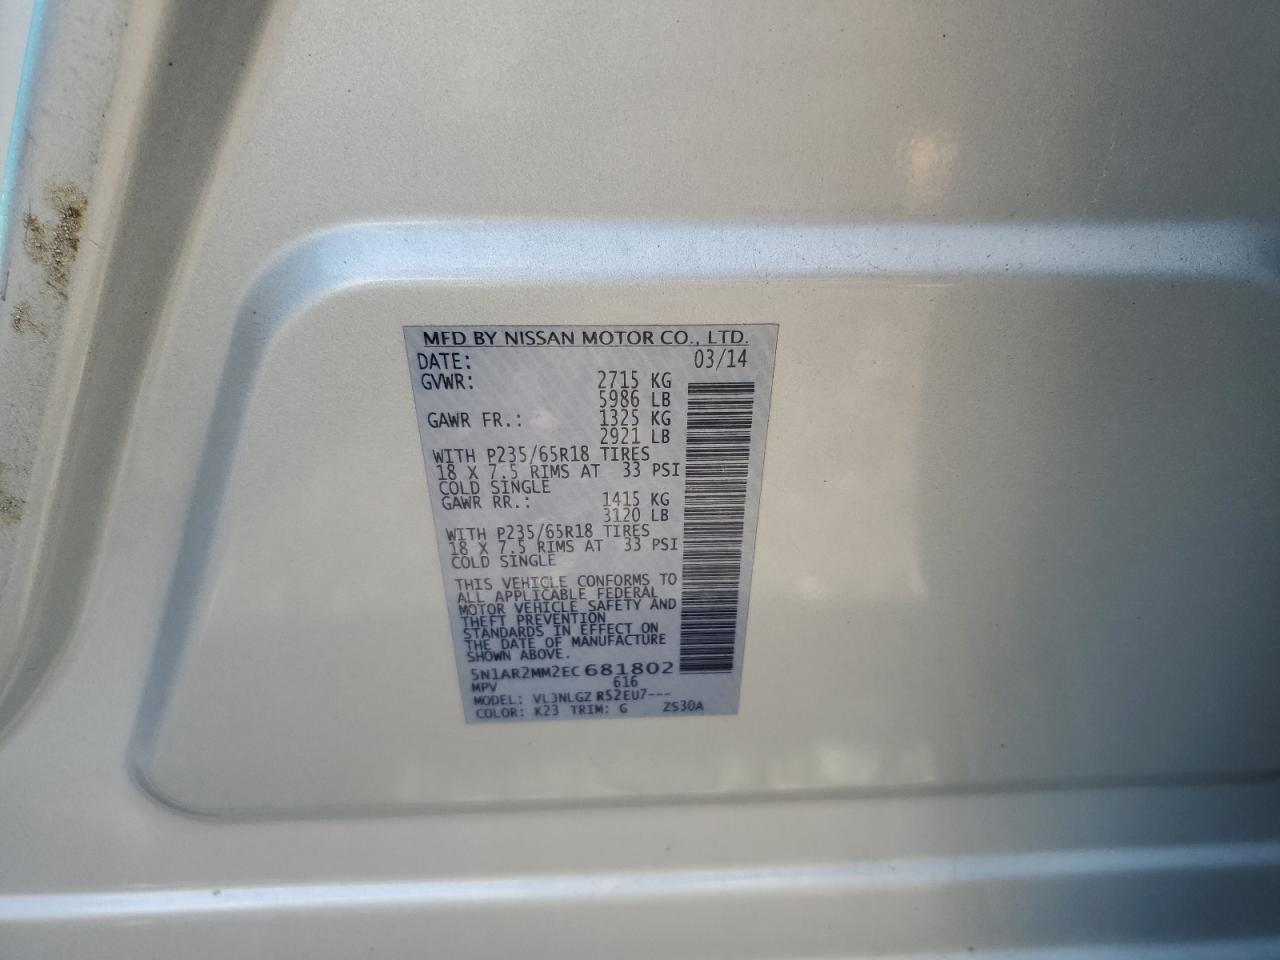 MFD BY NISSAN MOTOR CO., LTD.
DATE: 03/14
GVWR: 2715 KG
5986 LB
GAWR FR.: 1325 KG
2921 LB
WITH P235/65R18 TIRES
18 X 7.5 RIMS AT 33 PSI
COLD SINGLE
GAWR RR.: 1415 KG
3120 LB
WITH P235/65R18 TIRES
18 X 7.5 RIMS AT 33 PSI
COLD SINGLE
THIS VEHICLE CONFORMS TO
ALL APPLICABLE FEDERAL
MOTOR VEHICLE SAFETY AND
THEFT PREVENTION
STANDARDS IN EFFECT ON
THE DATE OF MANUFACTURE
SHOWN ABOVE.
5N1AR2MM2EC681802
MPV 616
MODEL: VL3NLGZ R52EU7---
COLOR: K23 TRIM: G ZS30A